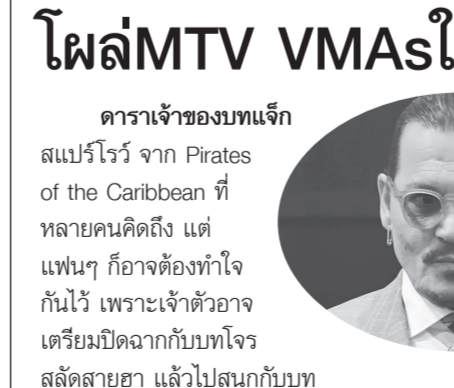 โผล่MTV VMAsใ
ดาราเจ้าของบทแจ็ก
สแปร์โรว์ จาก Pirates
of the Caribbean ที่
หลายคนคิดถึง แต่
แฟนๆ ก็อาจต้องทำใจ
กันไว้ เพราะเจ้าตัวอาจ
เตรียมปิดฉากกับบทโจร
สลัดสายฮา แล้วไปสนุกกับบท